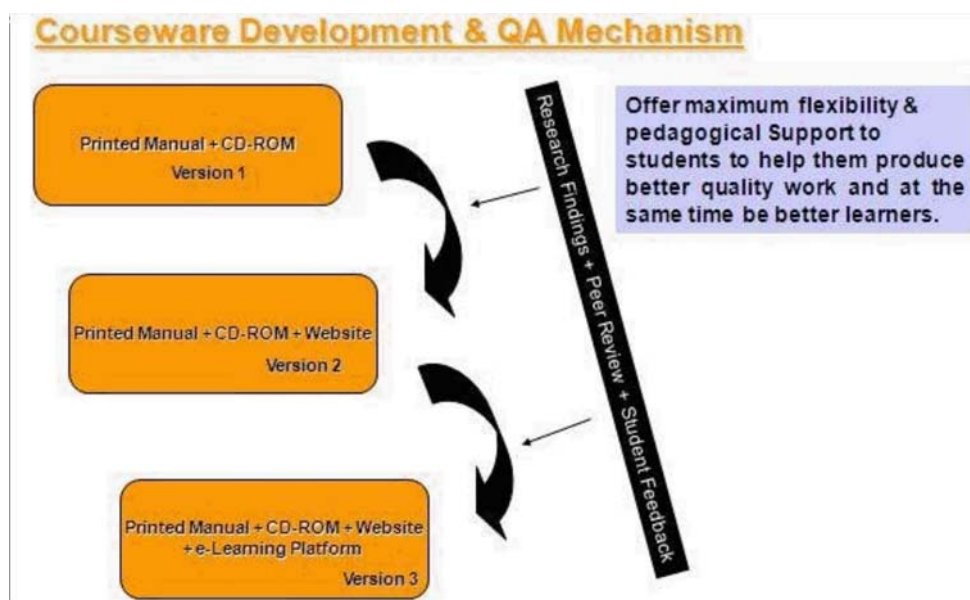 Courseware Development & QA Mechanism
Printed Manual + CD-ROM
Version 1
Research Findings + Peer Review + Student Feedback
Offer maximum flexibility &
pedagogical Support to
students to help them produce
better quality work and at the
same time be better learners.
Printed Manual + CD-ROM + Website
Version 2
Printed Manual + CD-ROM + Website
+ e-Learning Platform
Version 3